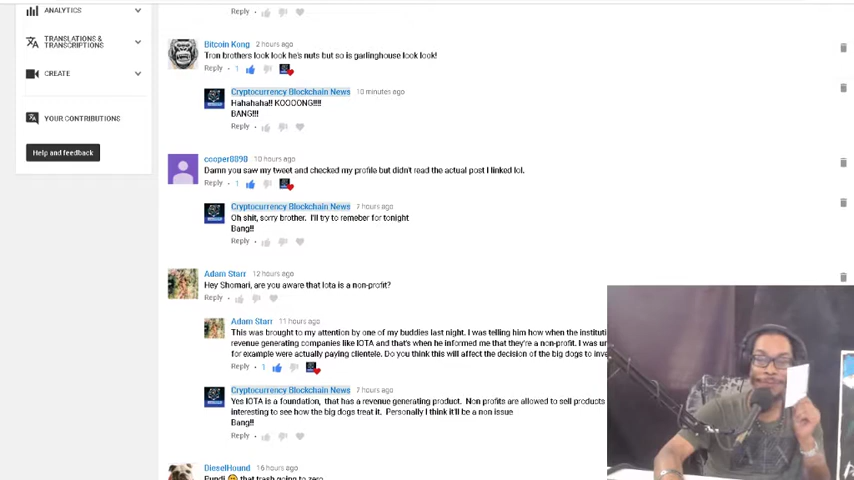 Reply
ANALYTICS
TRANSLATIONS &
TRANSCRIPTIONS
CREATE
YOUR CONTRIBUTIONS
Help and feedback
Bitcoin Kong 2 hours ago
Tron brothers look look he's nuts but so is garlinghouse look look!
Reply 1
Cryptocurrency Blockchain News 10 minutes ago
Hahahaha!! KOOOONG!!!!
BANG!!!
Reply
cooper8898 10 hours ago
Damn you saw my tweet and checked my profile but didn't read the actual post I linked lol.
Reply 1
Cryptocurrency Blockchain News 7 hours ago
Oh shit, sorry brother. I'll try to remeber for tonight
Bang!!
Reply
Adam Starr 12 hours ago
Hey Shomari, are you aware that Iota is a non-profit?
Reply
Adam Starr 11 hours ago
This was brought to my attention by one of my buddies last night. I was telling him how when the instituti
revenue generating companies like IOTA and that's when he informed me that they're a non-profit. I was un
for example were actually paying clientele. Do you think this will affect the decision of the big dogs to inve
Reply 1
Cryptocurrency Blockchain News 7 hours ago
Yes IOTA is a foundation, that has a revenue generating product. Non profits are allowed to sell products
interesting to see how the big dogs treat it. Personally I think it'll be a non issue
Bang!!
Reply
DieselHound 16 hours ago
Pundi that trash going to zero